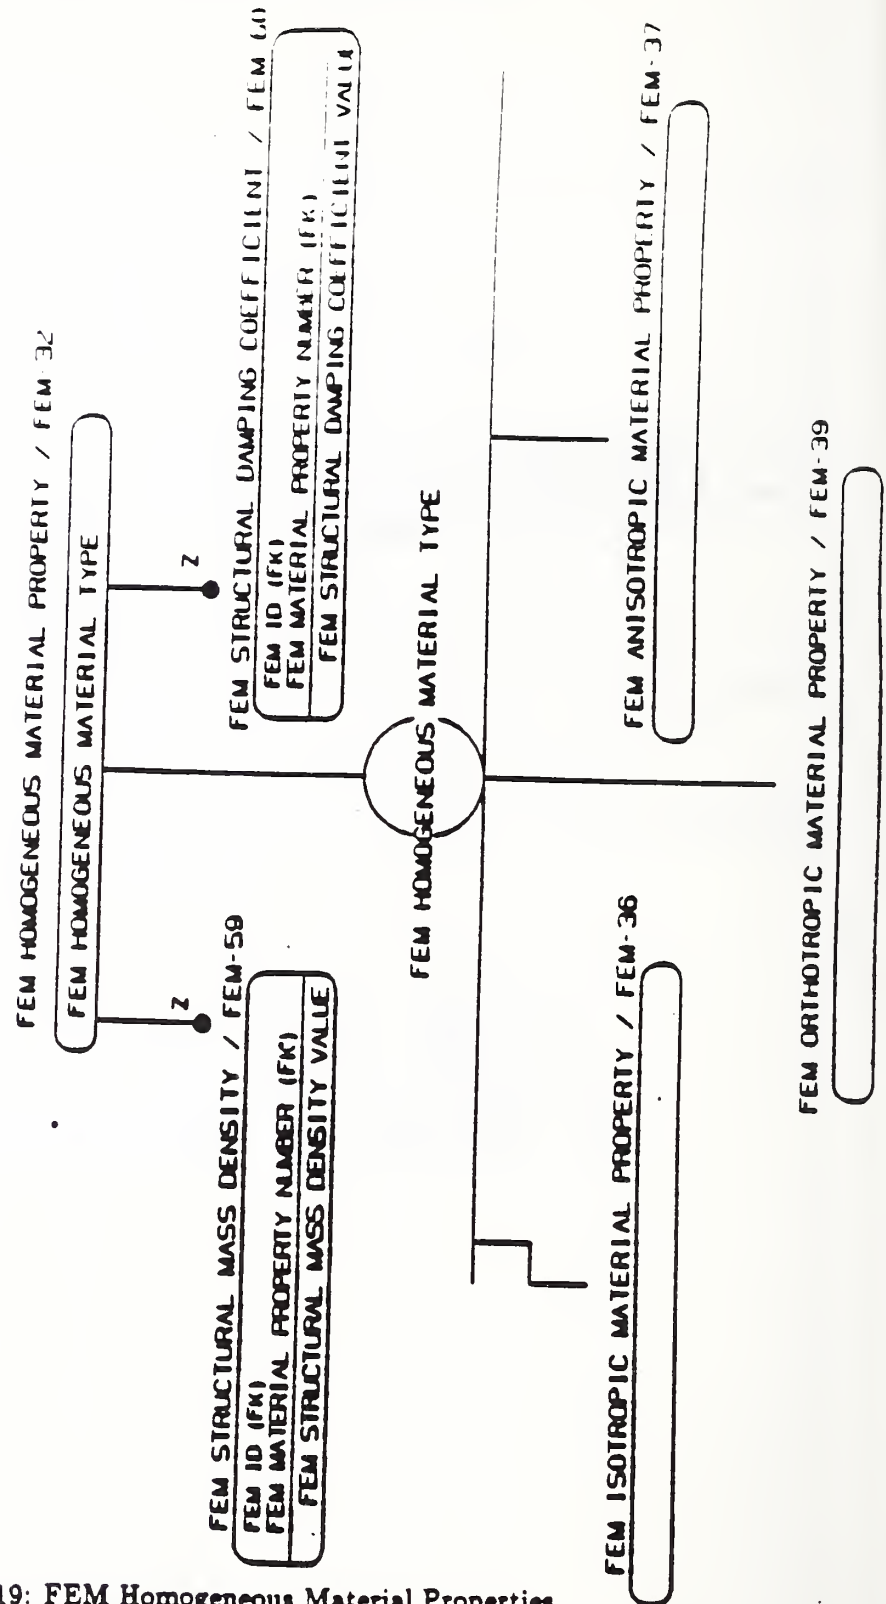 FEM HOMOGENEOUS MATERIAL PROPERTY / FEM-32
FEM HOMOGENEOUS MATERIAL TYPE
Z
Z
FEM STRUCTURAL MASS DENSITY / FEM-59
FEM ID (FK)
FEM MATERIAL PROPERTY NUMBER (FK)
FEM STRUCTURAL MASS DENSITY VALUE
FEM STRUCTURAL DAMPING COEFFICIENT / FEM 60
FEM ID (FK)
FEM MATERIAL PROPERTY NUMBER (FK)
FEM STRUCTURAL DAMPING COEFFICIENT VALUE
FEM HOMOGENEOUS MATERIAL TYPE
FEM ISOTROPIC MATERIAL PROPERTY / FEM-36
FEM ANISOTROPIC MATERIAL PROPERTY / FEM-37
FEM ORTHOTROPIC MATERIAL PROPERTY / FEM-39
19: FEM Homogeneous Material Properties